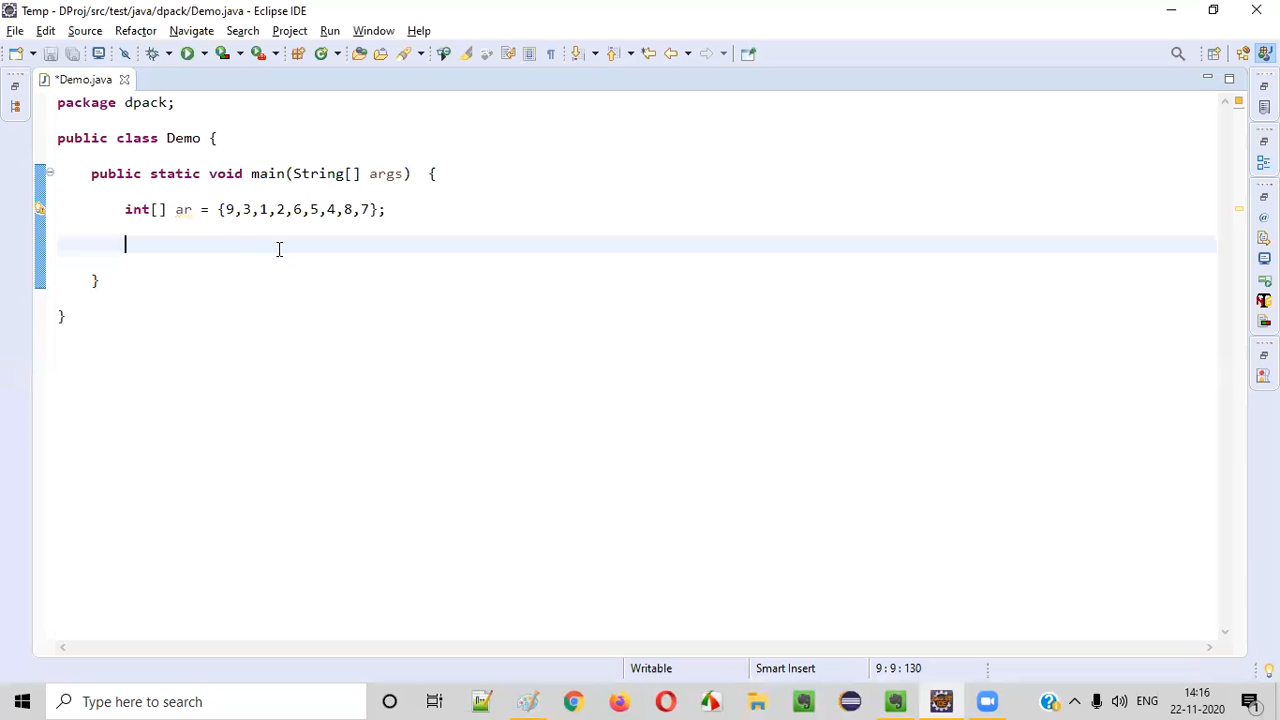 Temp - DProj/src/test/java/dpack/Demo.java - Eclipse IDE
File Edit Source Refactor Navigate Search Project Run Window Help
*Demo.java
package dpack;
public class Demo {
public static void main(String[] args)  {
int[] ar = {9,3,1,2,6,5,4,8,7};
}
}
Writable Smart Insert 9 : 9 : 130
Type here to search
ENG
14:16
22-11-2020